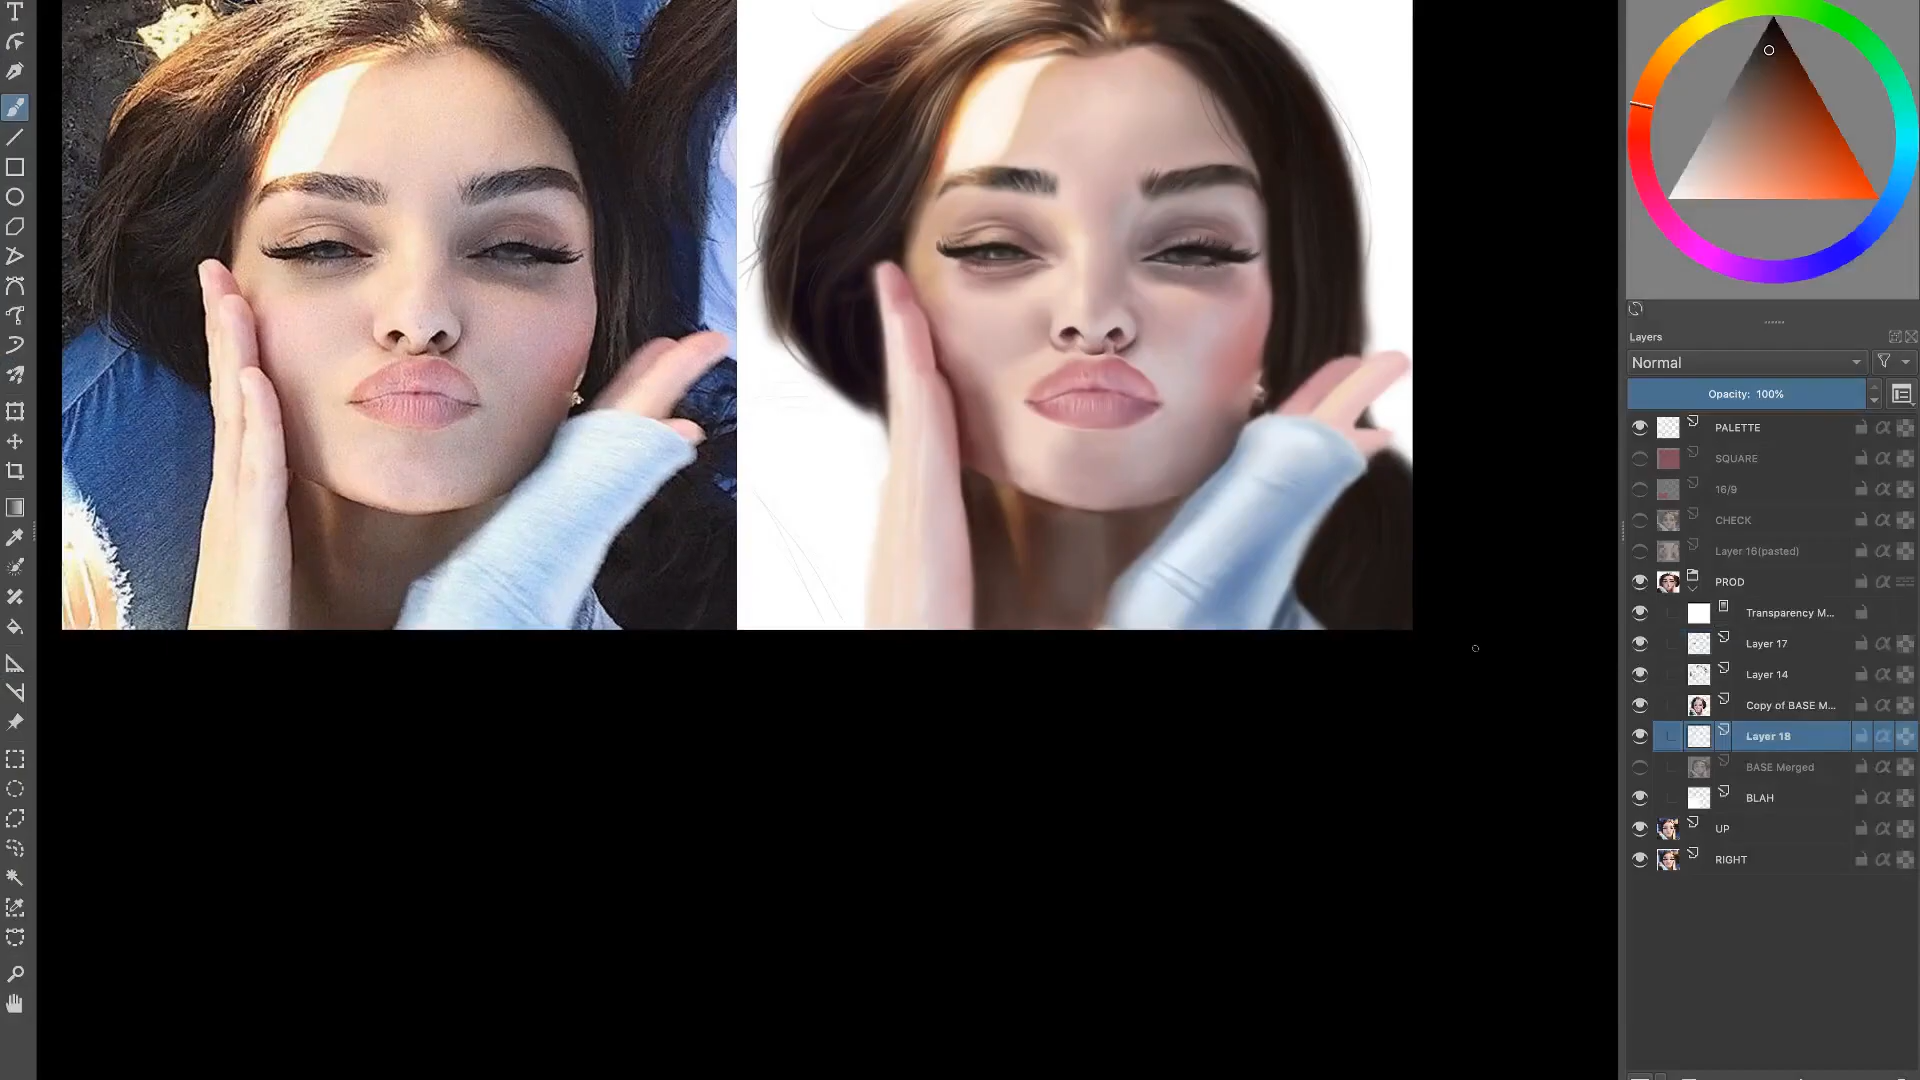 Layers
Normal
Opacity: 100%
PALETTE
SQUARE
16/9
CHECK
Layer 16(pasted)
PROD
Transparency M...
Layer 17
Layer 14
Copy of BASE M...
Layer 18
BASE Merged
BLAH
UP
RIGHT